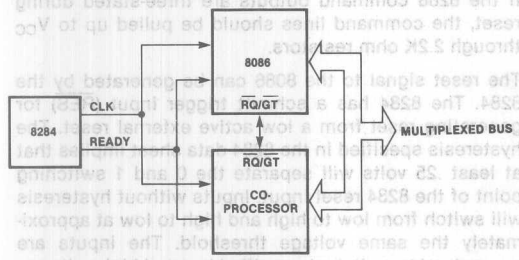 if the 8288 command outputs are three-stated during
reset, the command lines should be pulled up to VCC
through 2.2K ohm resistors.
The reset signal to the 8086 can be generated by the
8284. The 8284 has a schmitt trigger input (RES) for
generating reset from a low active external reset. The
hysteresis specified in the 8284 data sheet implies that
at least .25 volts will separate the 0 and 1 switching
point of the 8284 reset input. Inputs without hysteresis
will switch from low to high and high to low at approxi-
mately the same voltage threshold. The inputs are
8086
RQ/GT
CLK
8284
READY
MULTIPLEXED BUS
RQ/GT
CO-
PROCESSOR